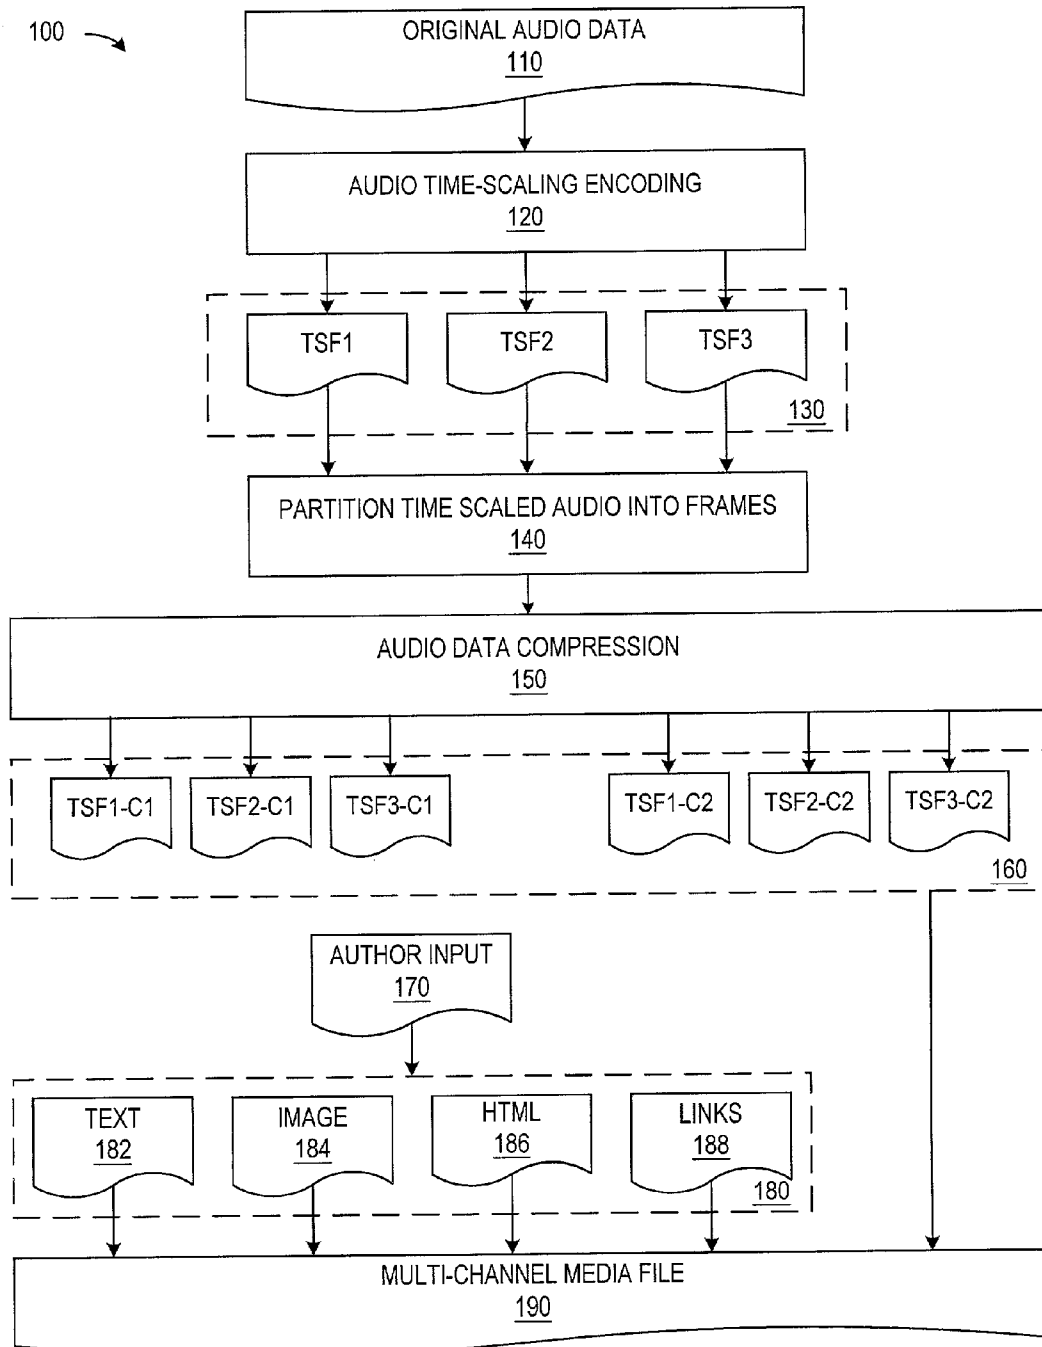 100
ORIGINAL AUDIO DATA
110
AUDIO TIME-SCALING ENCODING
120
TSF1
TSF2
TSF3
130
PARTITION TIME SCALED AUDIO INTO FRAMES
140
AUDIO DATA COMPRESSION
150
TSF1-C1
TSF2-C1
TSF3-C1
TSF1-C2
TSF2-C2
TSF3-C2
160
AUTHOR INPUT
170
TEXT
182
IMAGE
184
HTML
186
LINKS
188
180
MULTI-CHANNEL MEDIA FILE
190